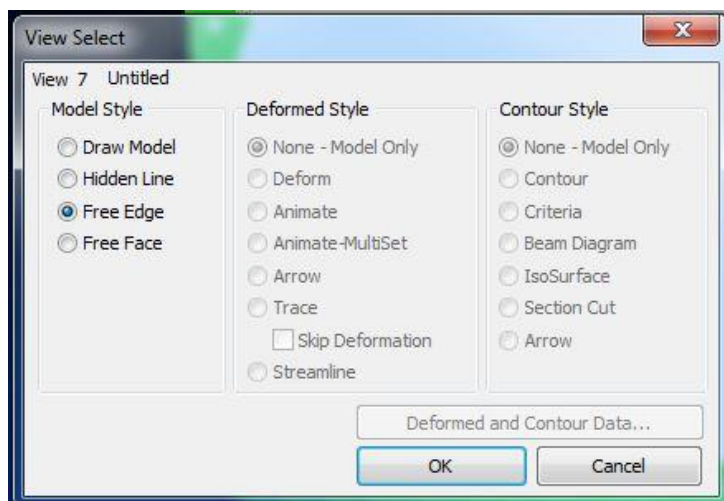 View Select
View 7 Untitled
Model Style
Draw Model
Hidden Line
Free Edge
Free Face
Deformed Style
None - Model Only
Deform
Animate
Animate-MultiSet
Arrow
Trace
Skip Deformation
Streamline
Contour Style
None - Model Only
Contour
Criteria
Beam Diagram
IsoSurface
Section Cut
Arrow
Deformed and Contour Data...
OK
Cancel